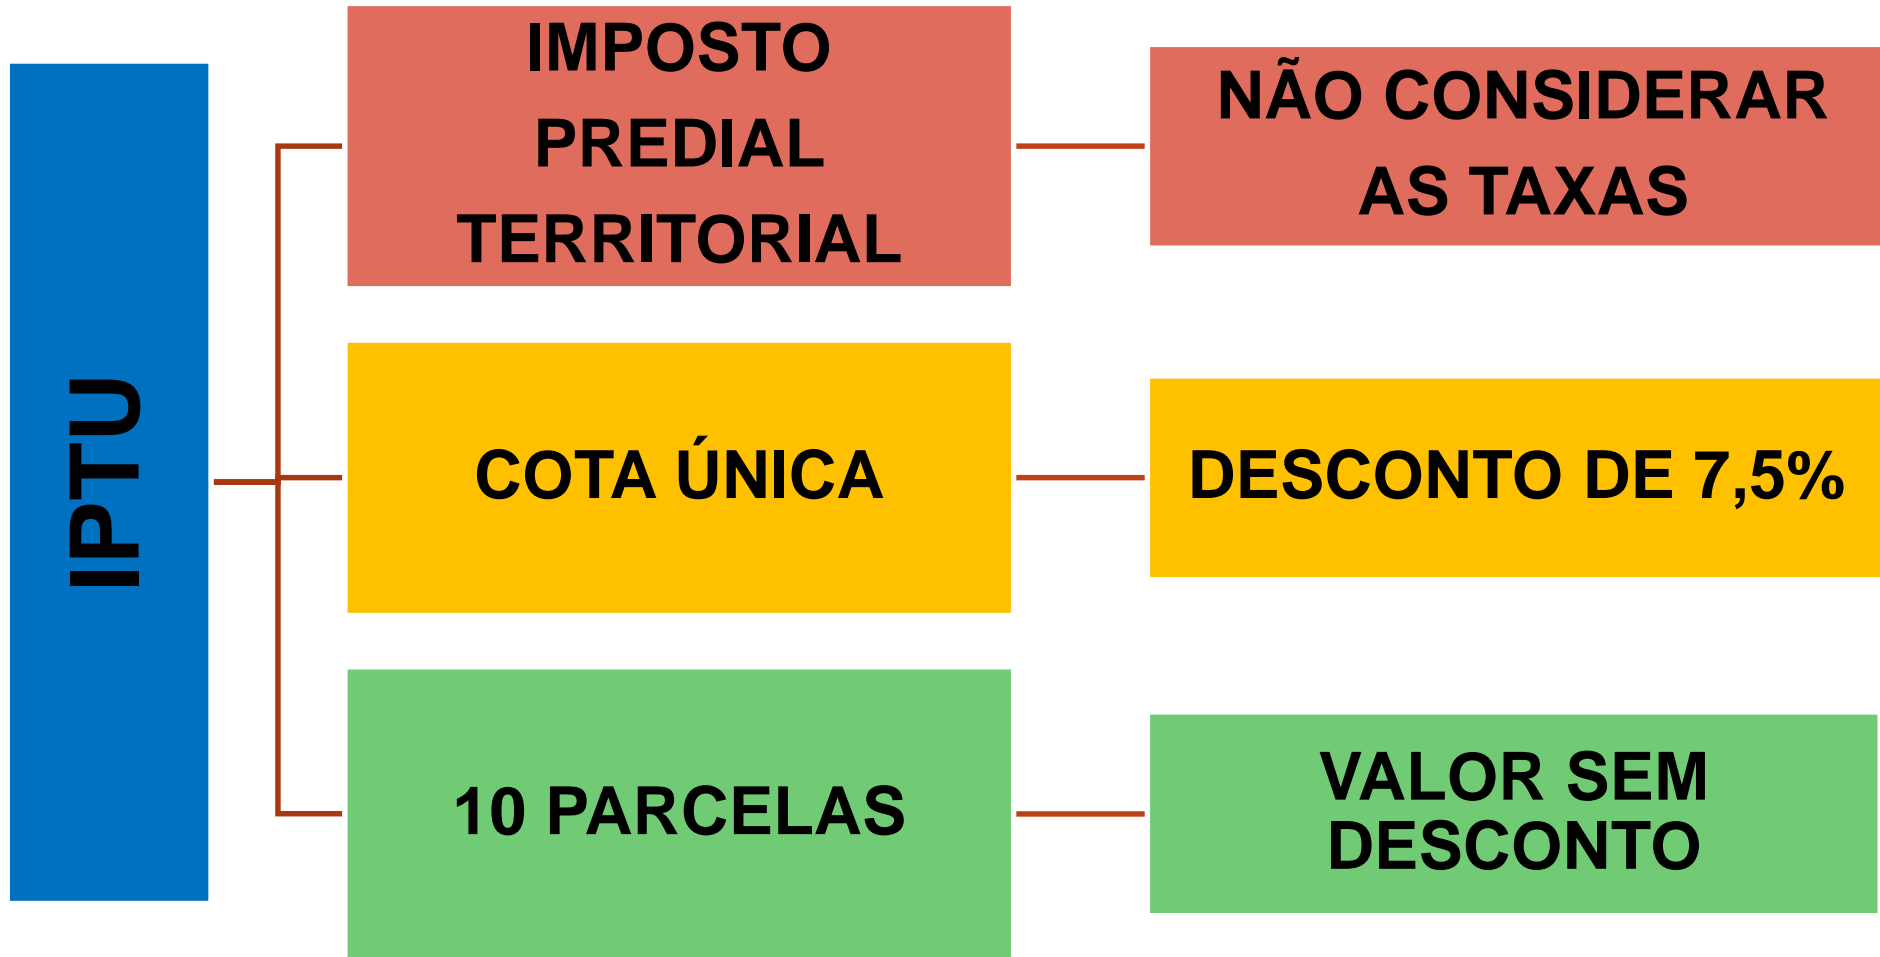 IPTU
IMPOSTO
PREDIAL
TERRITORIAL
NÃO CONSIDERAR
AS TAXAS
COTA ÚNICA
DESCONTO DE 7,5%
10 PARCELAS
VALOR SEM
DESCONTO